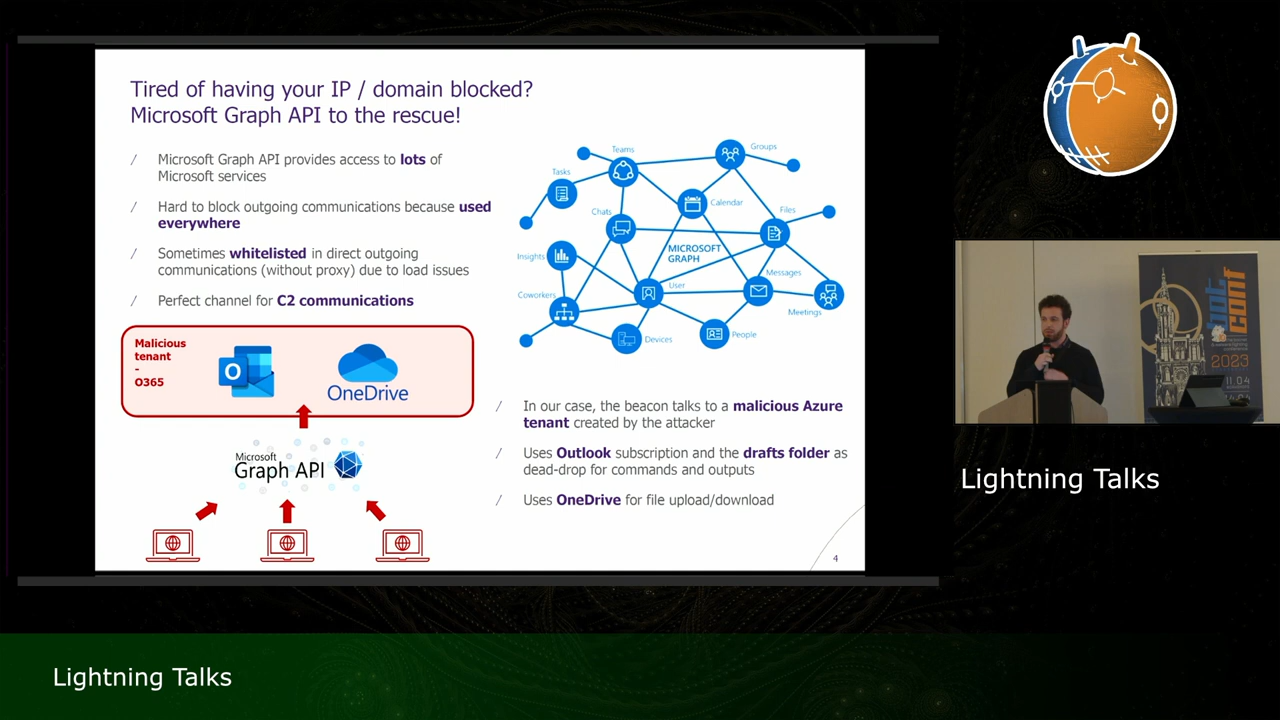 Tired of having your IP / domain blocked?
Microsoft Graph API to the rescue!
/ Microsoft Graph API provides access to lots of
Microsoft services
/ Hard to block outgoing communications because used
everywhere
/ Sometimes whitelisted in direct outgoing
communications (without proxy) due to load issues
/ Perfect channel for C2 communications
Teams
Groups
Tasks
Calendar
Chats
Files
MICROSOFT
GRAPH
Insights
Messages
User
Coworkers
Meetings
People
Devices
Malicious
tenant
-
O365
O
OneDrive
Microsoft
Graph API
/ In our case, the beacon talks to a malicious Azure
tenant created by the attacker
/ Uses Outlook subscription and the drafts folder as
dead-drop for commands and outputs
/ Uses OneDrive for file upload/download
4
conf
2023
Lightning Talks
Lightning Talks